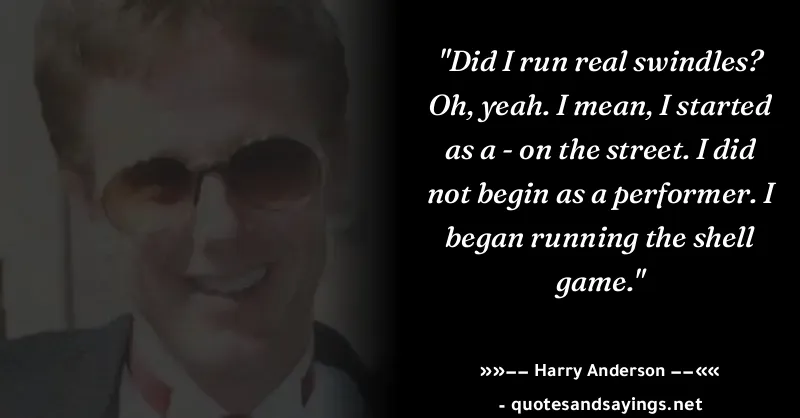 "Did I run real swindles?
Oh, yeah. I mean, I started
as a - on the street. I did
not begin as a performer. I
began running the shell
game."
»»−− Harry Anderson −−««
- quotesandsayings.net